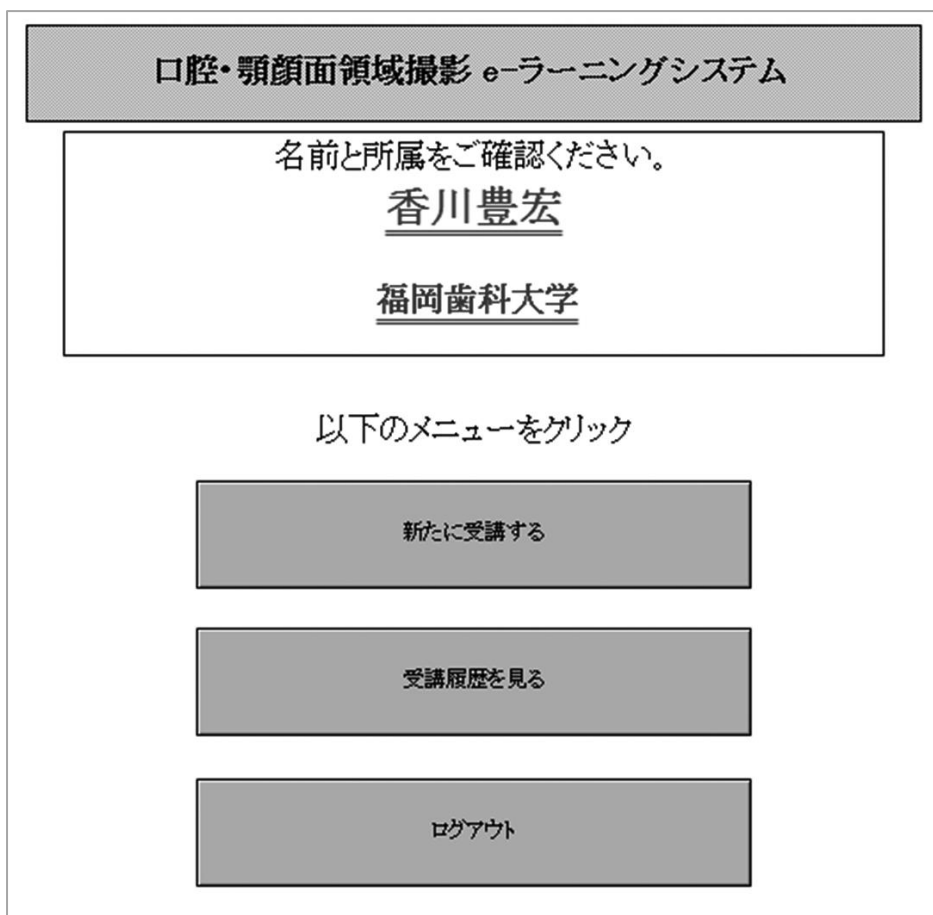 口腔・顎顔面領域撮影 e-ラーニングシステム
名前と所属をご確認ください。
香川豊宏
福岡歯科大学
以下のメニューをクリック
新たに受講する
受講履歴を見る
ログアウト